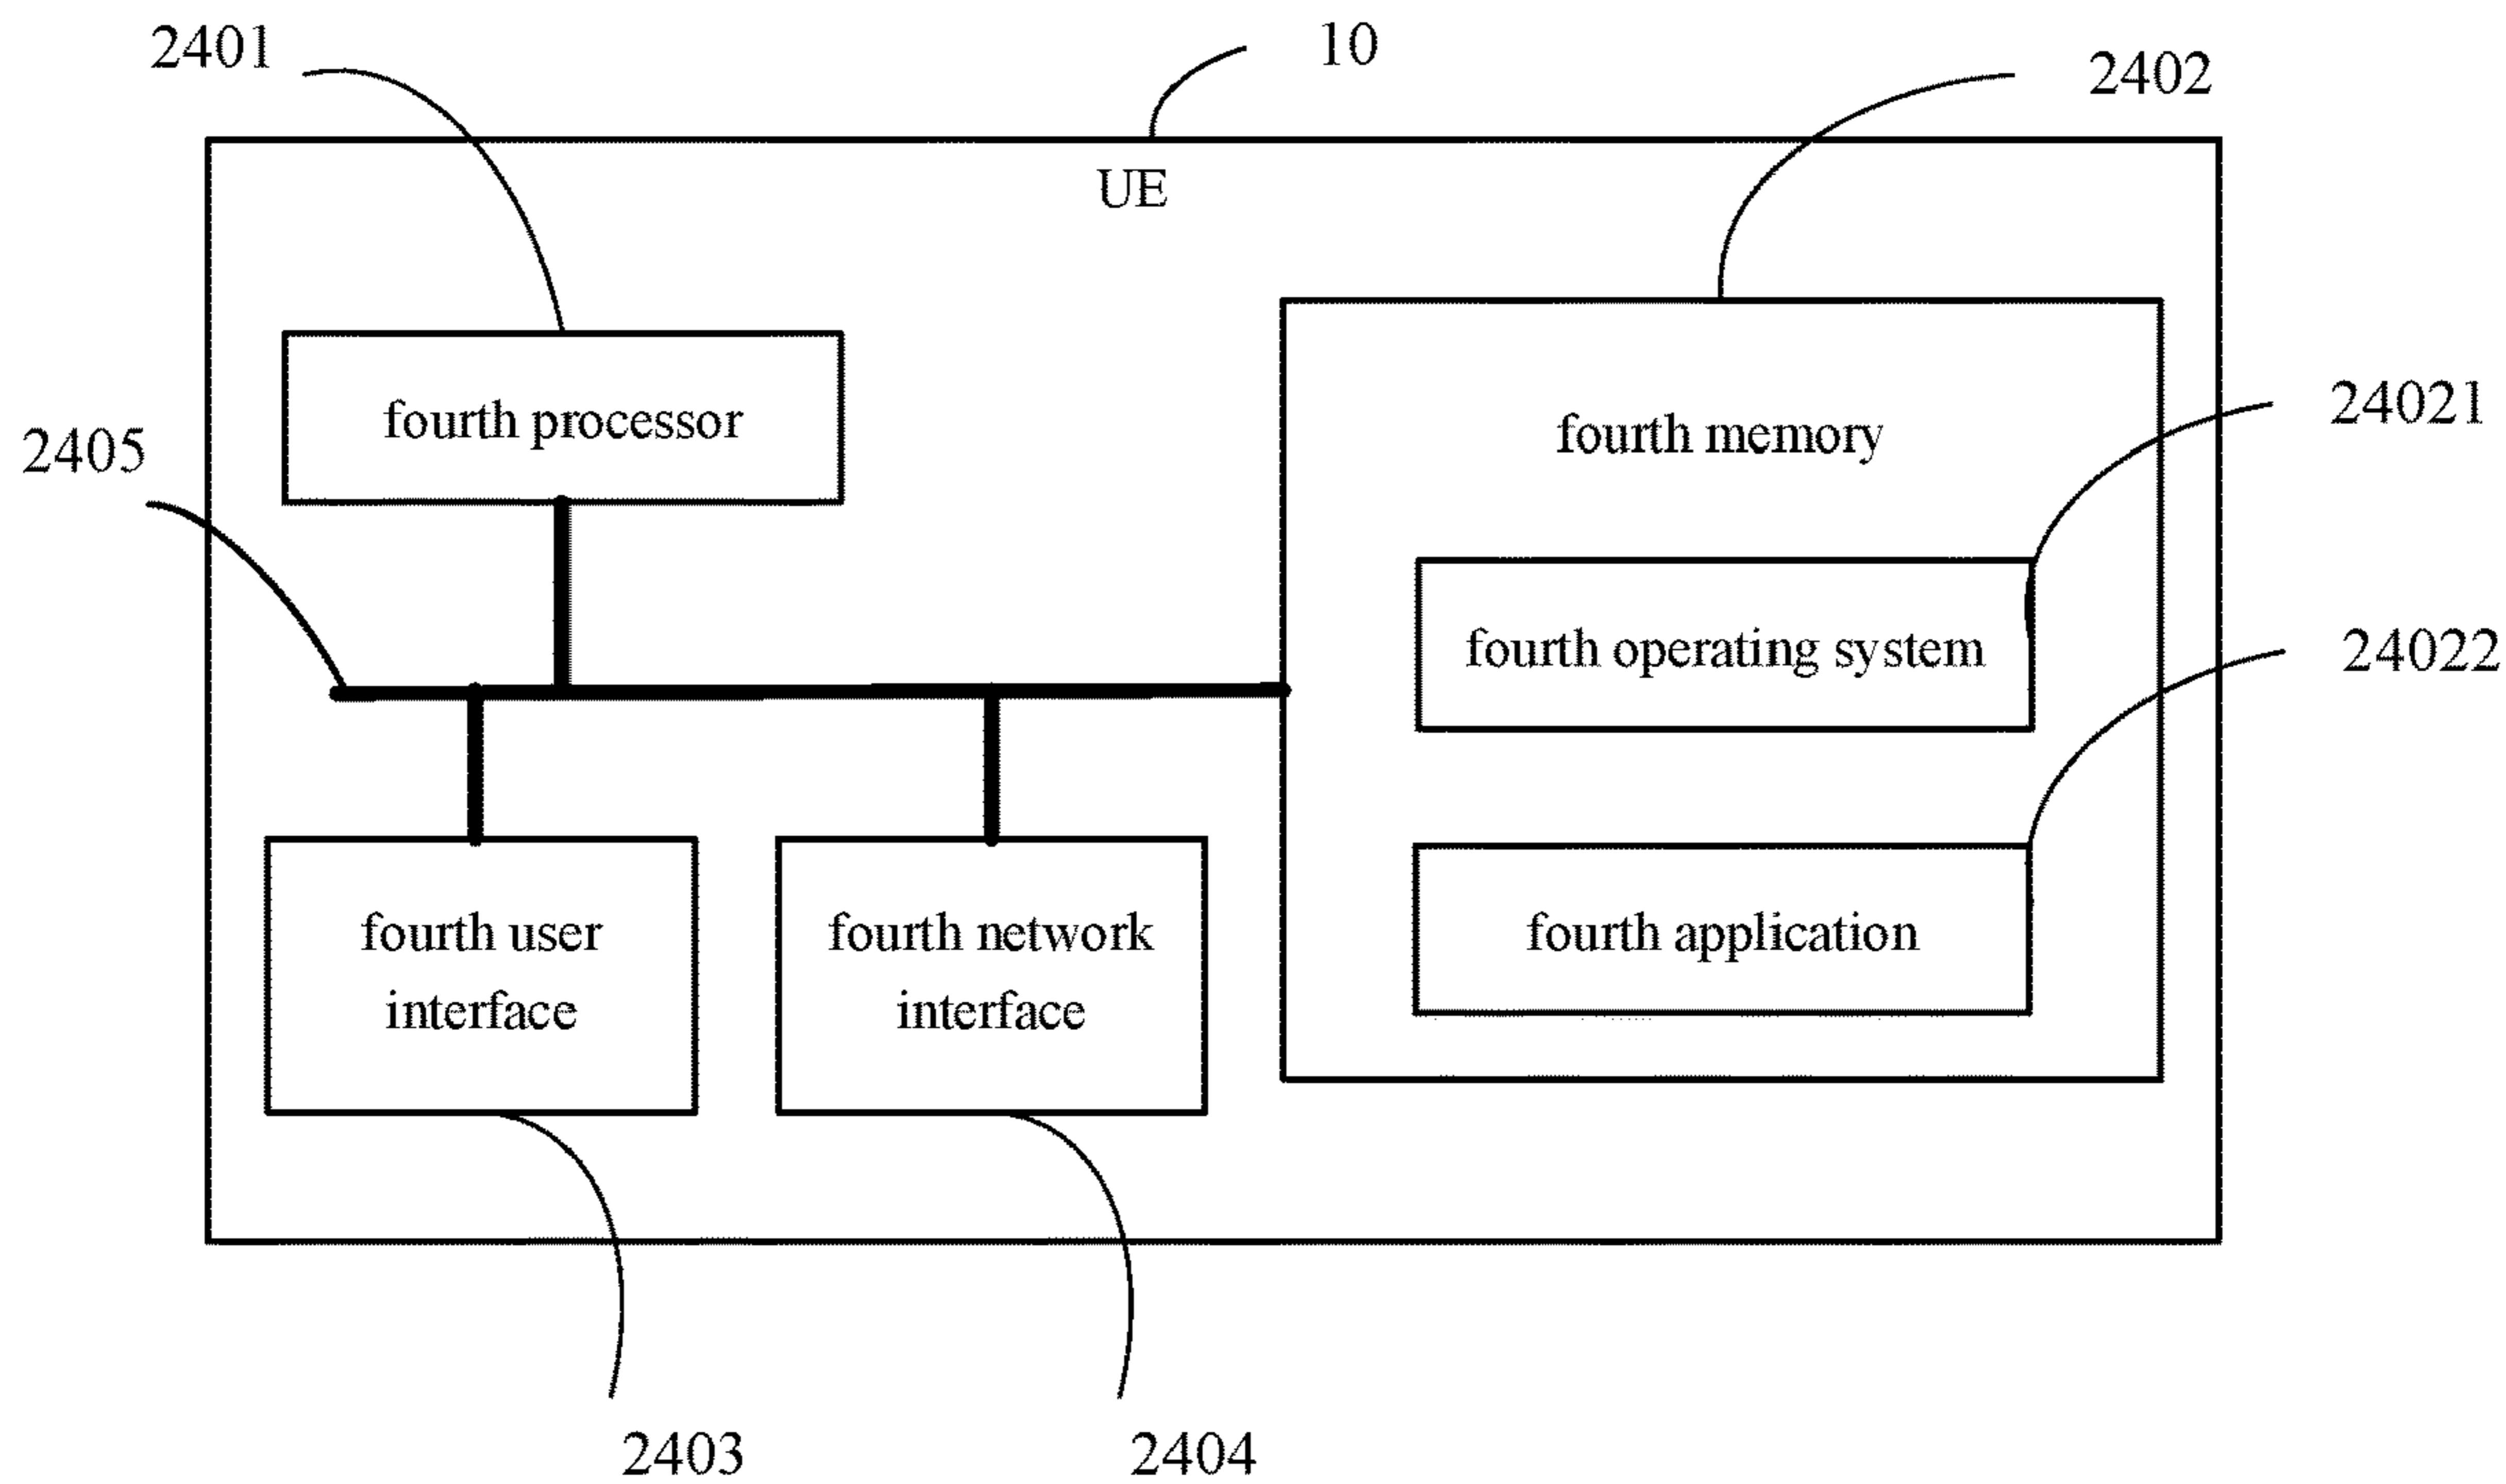 2401
10
2402
UE
24021
fourth processor
fourth memory
2405
24022
fourth operating system
fourth user
interface
fourth network
interface
fourth application
2403
2404